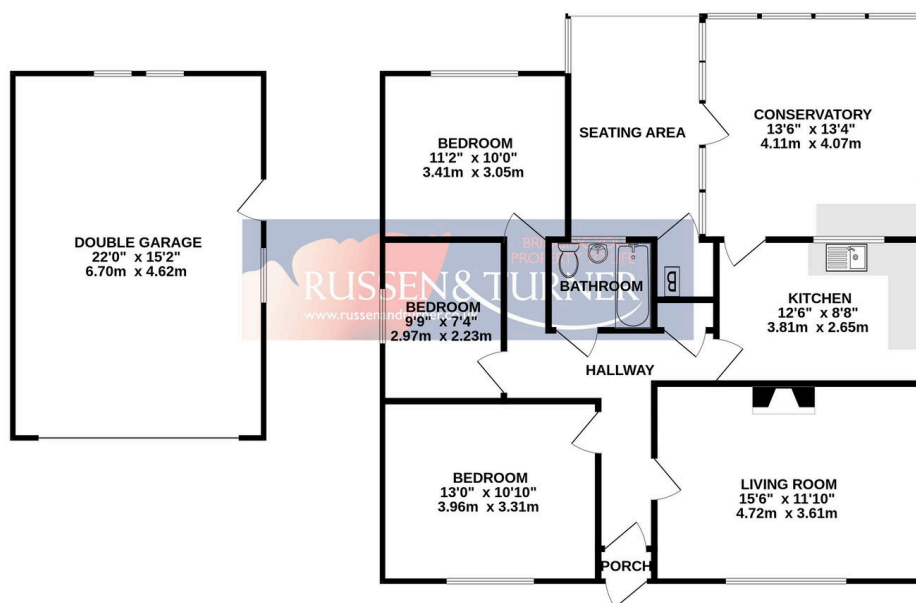 CONSERVATORY
13'6" x 13'4"
4.11m x 4.07m
SEATING AREA
BEDROOM
11'2" x 10'0"
3.41m x 3.05m
DOUBLE GARAGE
22'0" x 15'2"
6.70m x 4.62m
RUSSEN & TURNER
BATHROOM
BEDROOM
9'9" x 7'4"
2.97m x 2.23m
KITCHEN
12'6" x 8'8"
3.81m x 2.65m
HALLWAY
BEDROOM
13'0" x 10'10"
3.96m x 3.31m
LIVING ROOM
15'6" x 11'10"
4.72m x 3.61m
PORCH